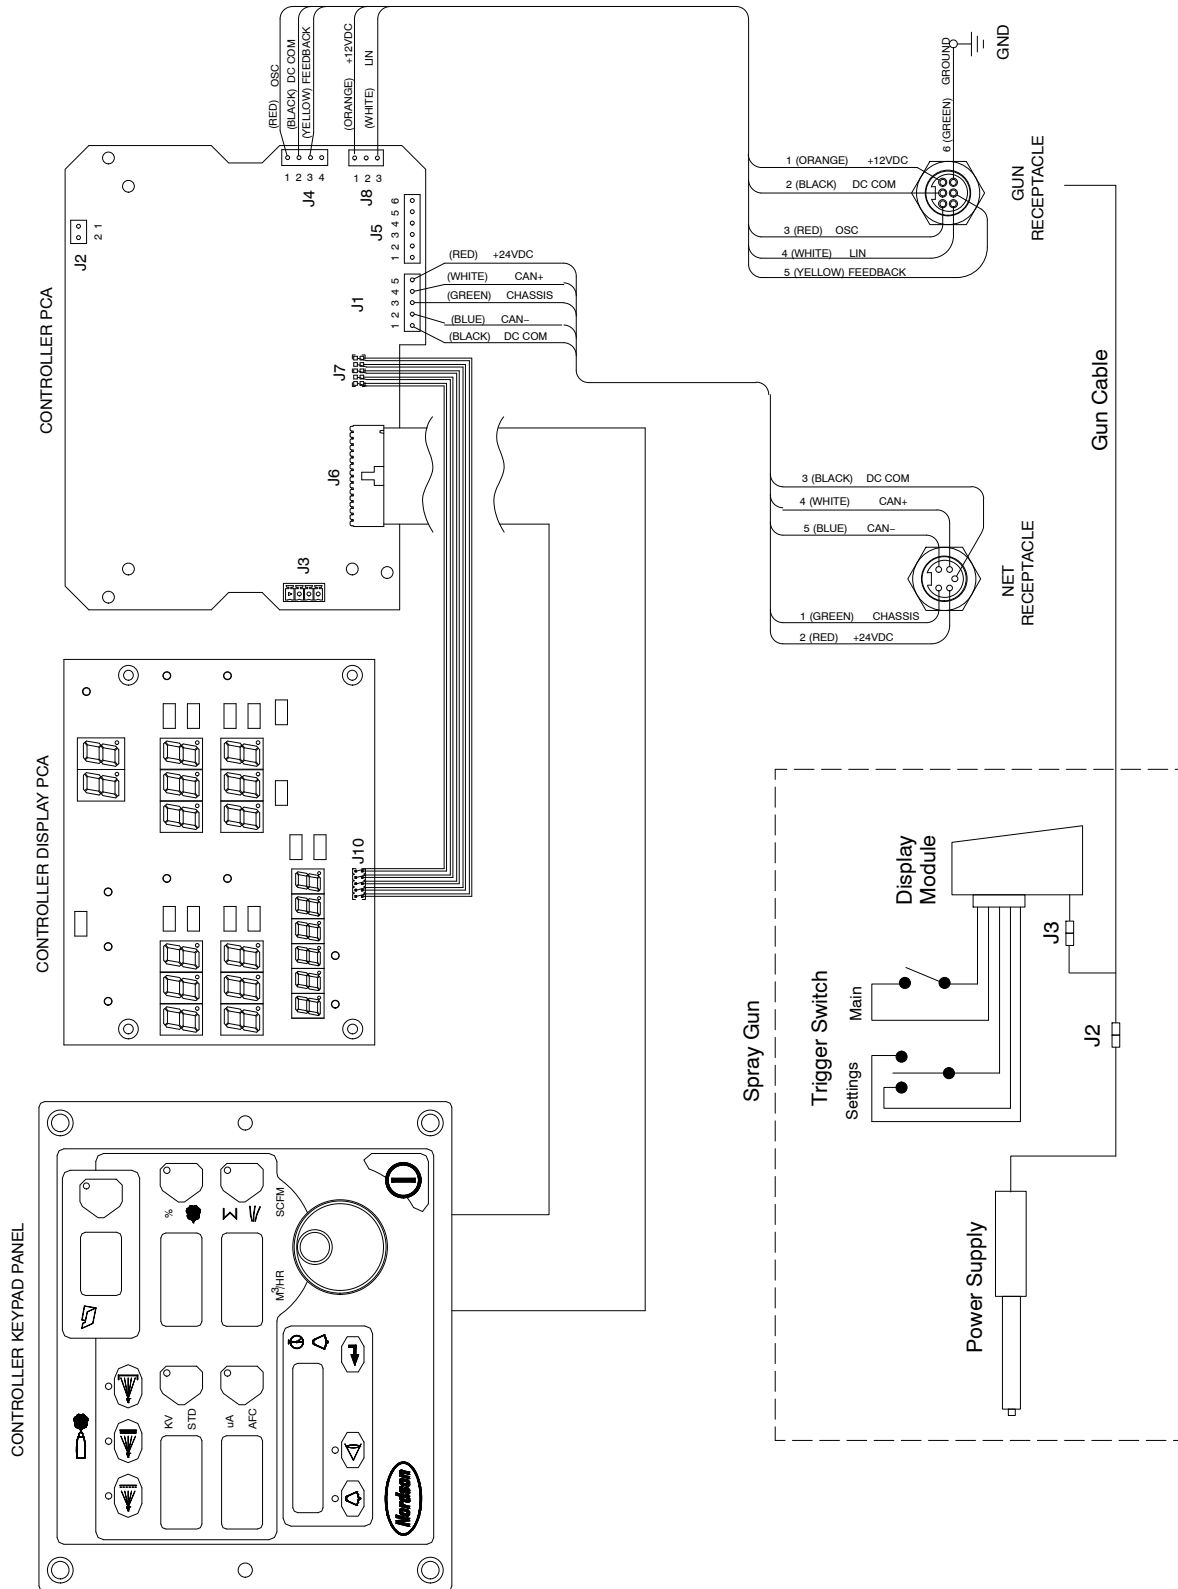 CONTROLLER PCA
J2
2 1
(RED) OSC
(BLACK) DC COM
(YELLOW) FEEDBACK
(ORANGE) +12VDC
(WHITE) LIN
1 2 3 4
J4
1 2 3
J8
1 2 3 4 5 6
J5
1 2 3 4 5
J1
(RED) +24VDC
(WHITE) CAN+
(GREEN) CHASSIS
(BLUE) CAN−
(BLACK) DC COM
J7
J6
J3
6 (GREEN) GROUND
GND
1 (ORANGE) +12VDC
2 (BLACK) DC COM
3 (RED) OSC
4 (WHITE) LIN
5 (YELLOW) FEEDBACK
GUN
RECEPTACLE
Gun Cable
3 (BLACK) DC COM
4 (WHITE) CAN+
5 (BLUE) CAN−
1 (GREEN) CHASSIS
2 (RED) +24VDC
NET
RECEPTACLE
CONTROLLER DISPLAY PCA
J10
CONTROLLER KEYPAD PANEL
%
KV
STD
uA
AFC
M³/HR
SCFM
Nordson
Spray Gun
Trigger Switch
Main
Settings
Display
Module
J3
J2
Power Supply